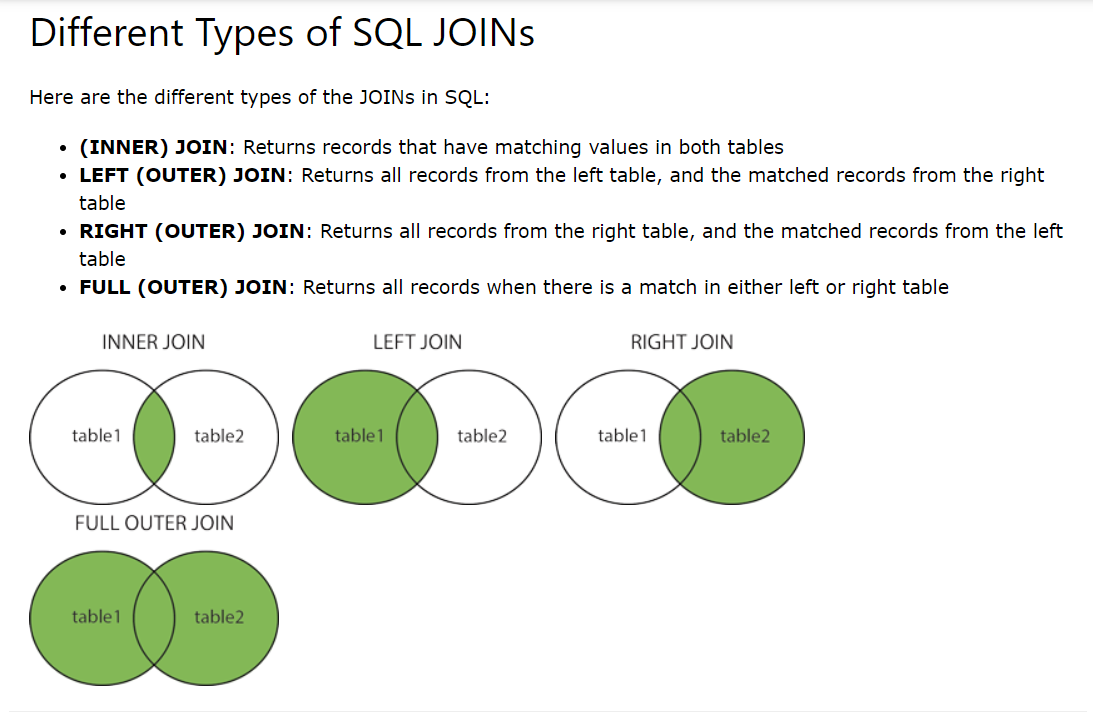 Different Types of SQL JOINs
Here are the different types of the JOINs in SQL:
• (INNER) JOIN: Returns records that have matching values in both tables
• LEFT (OUTER) JOIN: Returns all records from the left table, and the matched records from the right
table
• RIGHT (OUTER) JOIN: Returns all records from the right table, and the matched records from the left
table
• FULL (OUTER) JOIN: Returns all records when there is a match in either left or right table
INNER JOIN
table1
table2
LEFT JOIN
table1
table2
RIGHT JOIN
table1
table2
FULL OUTER JOIN
table1
table2